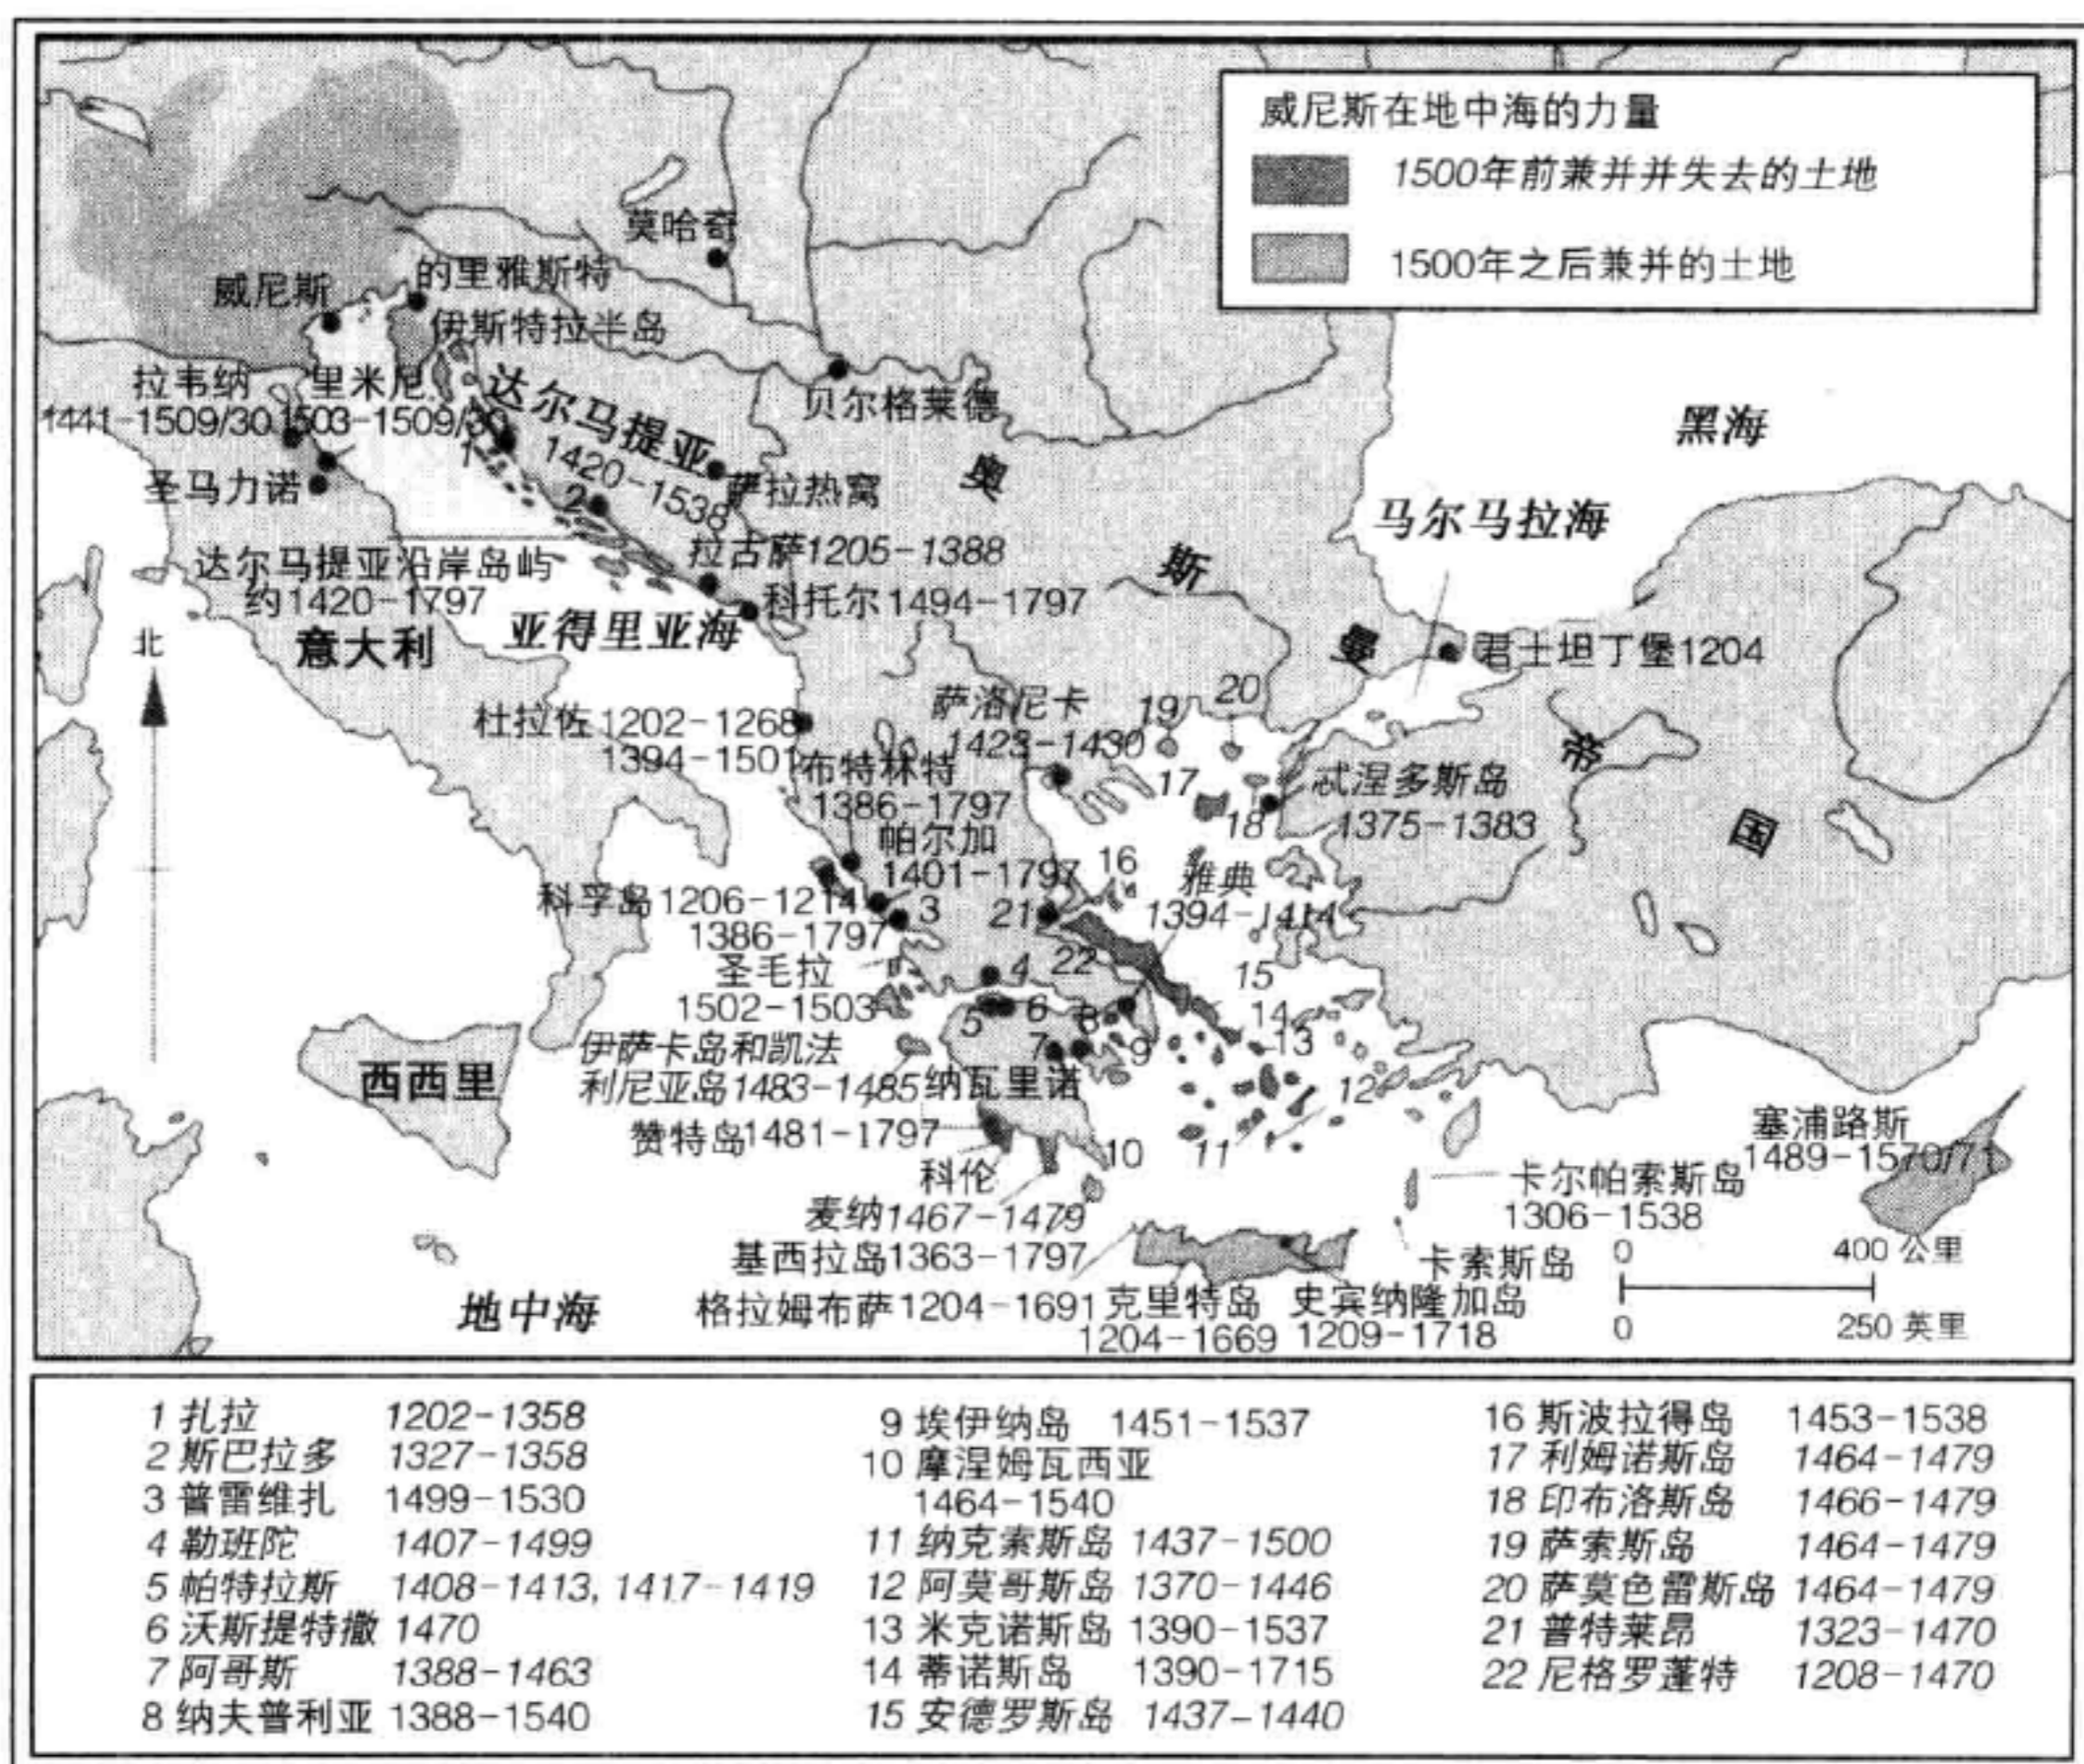 威尼斯在地中海的力量
1500年前兼并并失去的土地
1500年之后兼并的土地
莫哈奇
的里雅斯特
威尼斯
伊斯特拉半岛
拉韦纳
1441-1509/30
里米尼
1503-1509/30
达尔马提亚
1420-1538
贝尔格莱德
黑海
1
2
萨拉热窝
圣马力诺
马尔马拉海
奥
斯
曼
帝
国
拉古萨1205-1388
达尔马提亚沿岸岛屿
约1420-1797
科托尔1494-1797
亚得里亚海
意大利
北
君士坦丁堡1204
杜拉佐1202-1268
1394-1501
萨洛尼卡
1423-1430
19
20
布特林特
1386-1797
17
18
忒涅多斯岛
1375-1383
帕尔加
1401-1797
16
雅典
1394-1414
科孚岛1206-1214
1386-1797
3
21
圣毛拉
1502-1503
4
22
15
5
6
8
14
13
7
9
12
伊萨卡岛和凯法
利尼亚岛1483-1485
纳瓦里诺
西西里
赞特岛1481-1797
10
11
塞浦路斯
1489-1570/71
科伦
麦纳1467-1479
卡尔帕索斯岛
1306-1538
基西拉岛1363-1797
卡索斯岛
0 400 公里
0 250 英里
地中海
格拉姆布萨1204-1691
克里特岛
1204-1669
史宾纳隆加岛
1209-1718
1 扎拉 1202-1358
2 斯巴拉多 1327-1358
3 普雷维扎 1499-1530
4 勒班陀 1407-1499
5 帕特拉斯 1408-1413, 1417-1419
6 沃斯提特撒 1470
7 阿哥斯 1388-1463
8 纳夫普利亚 1388-1540
9 埃伊纳岛 1451-1537
10 摩涅姆瓦西亚
1464-1540
11 纳克索斯岛 1437-1500
12 阿莫哥斯岛 1370-1446
13 米克诺斯岛 1390-1537
14 蒂诺斯岛 1390-1715
15 安德罗斯岛 1437-1440
16 斯波拉得岛 1453-1538
17 利姆诺斯岛 1464-1479
18 印布洛斯岛 1466-1479
19 萨索斯岛 1464-1479
20 萨莫色雷斯岛 1464-1479
21 普特莱昂 1323-1470
22 尼格罗蓬特 1208-1470